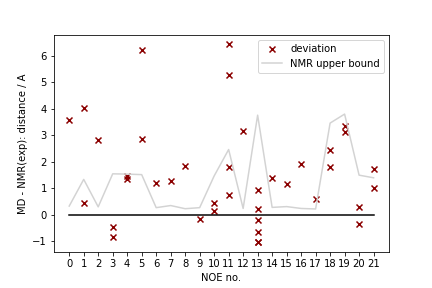 deviation
NMR upper bound
MD - NMR(exp): distance / A
6
5
4
3
2
1
0
−1
0 1 2 3 4 5 6 7 8 9 10 11 12 13 14 15 16 17 18 19 20 21
NOE no.